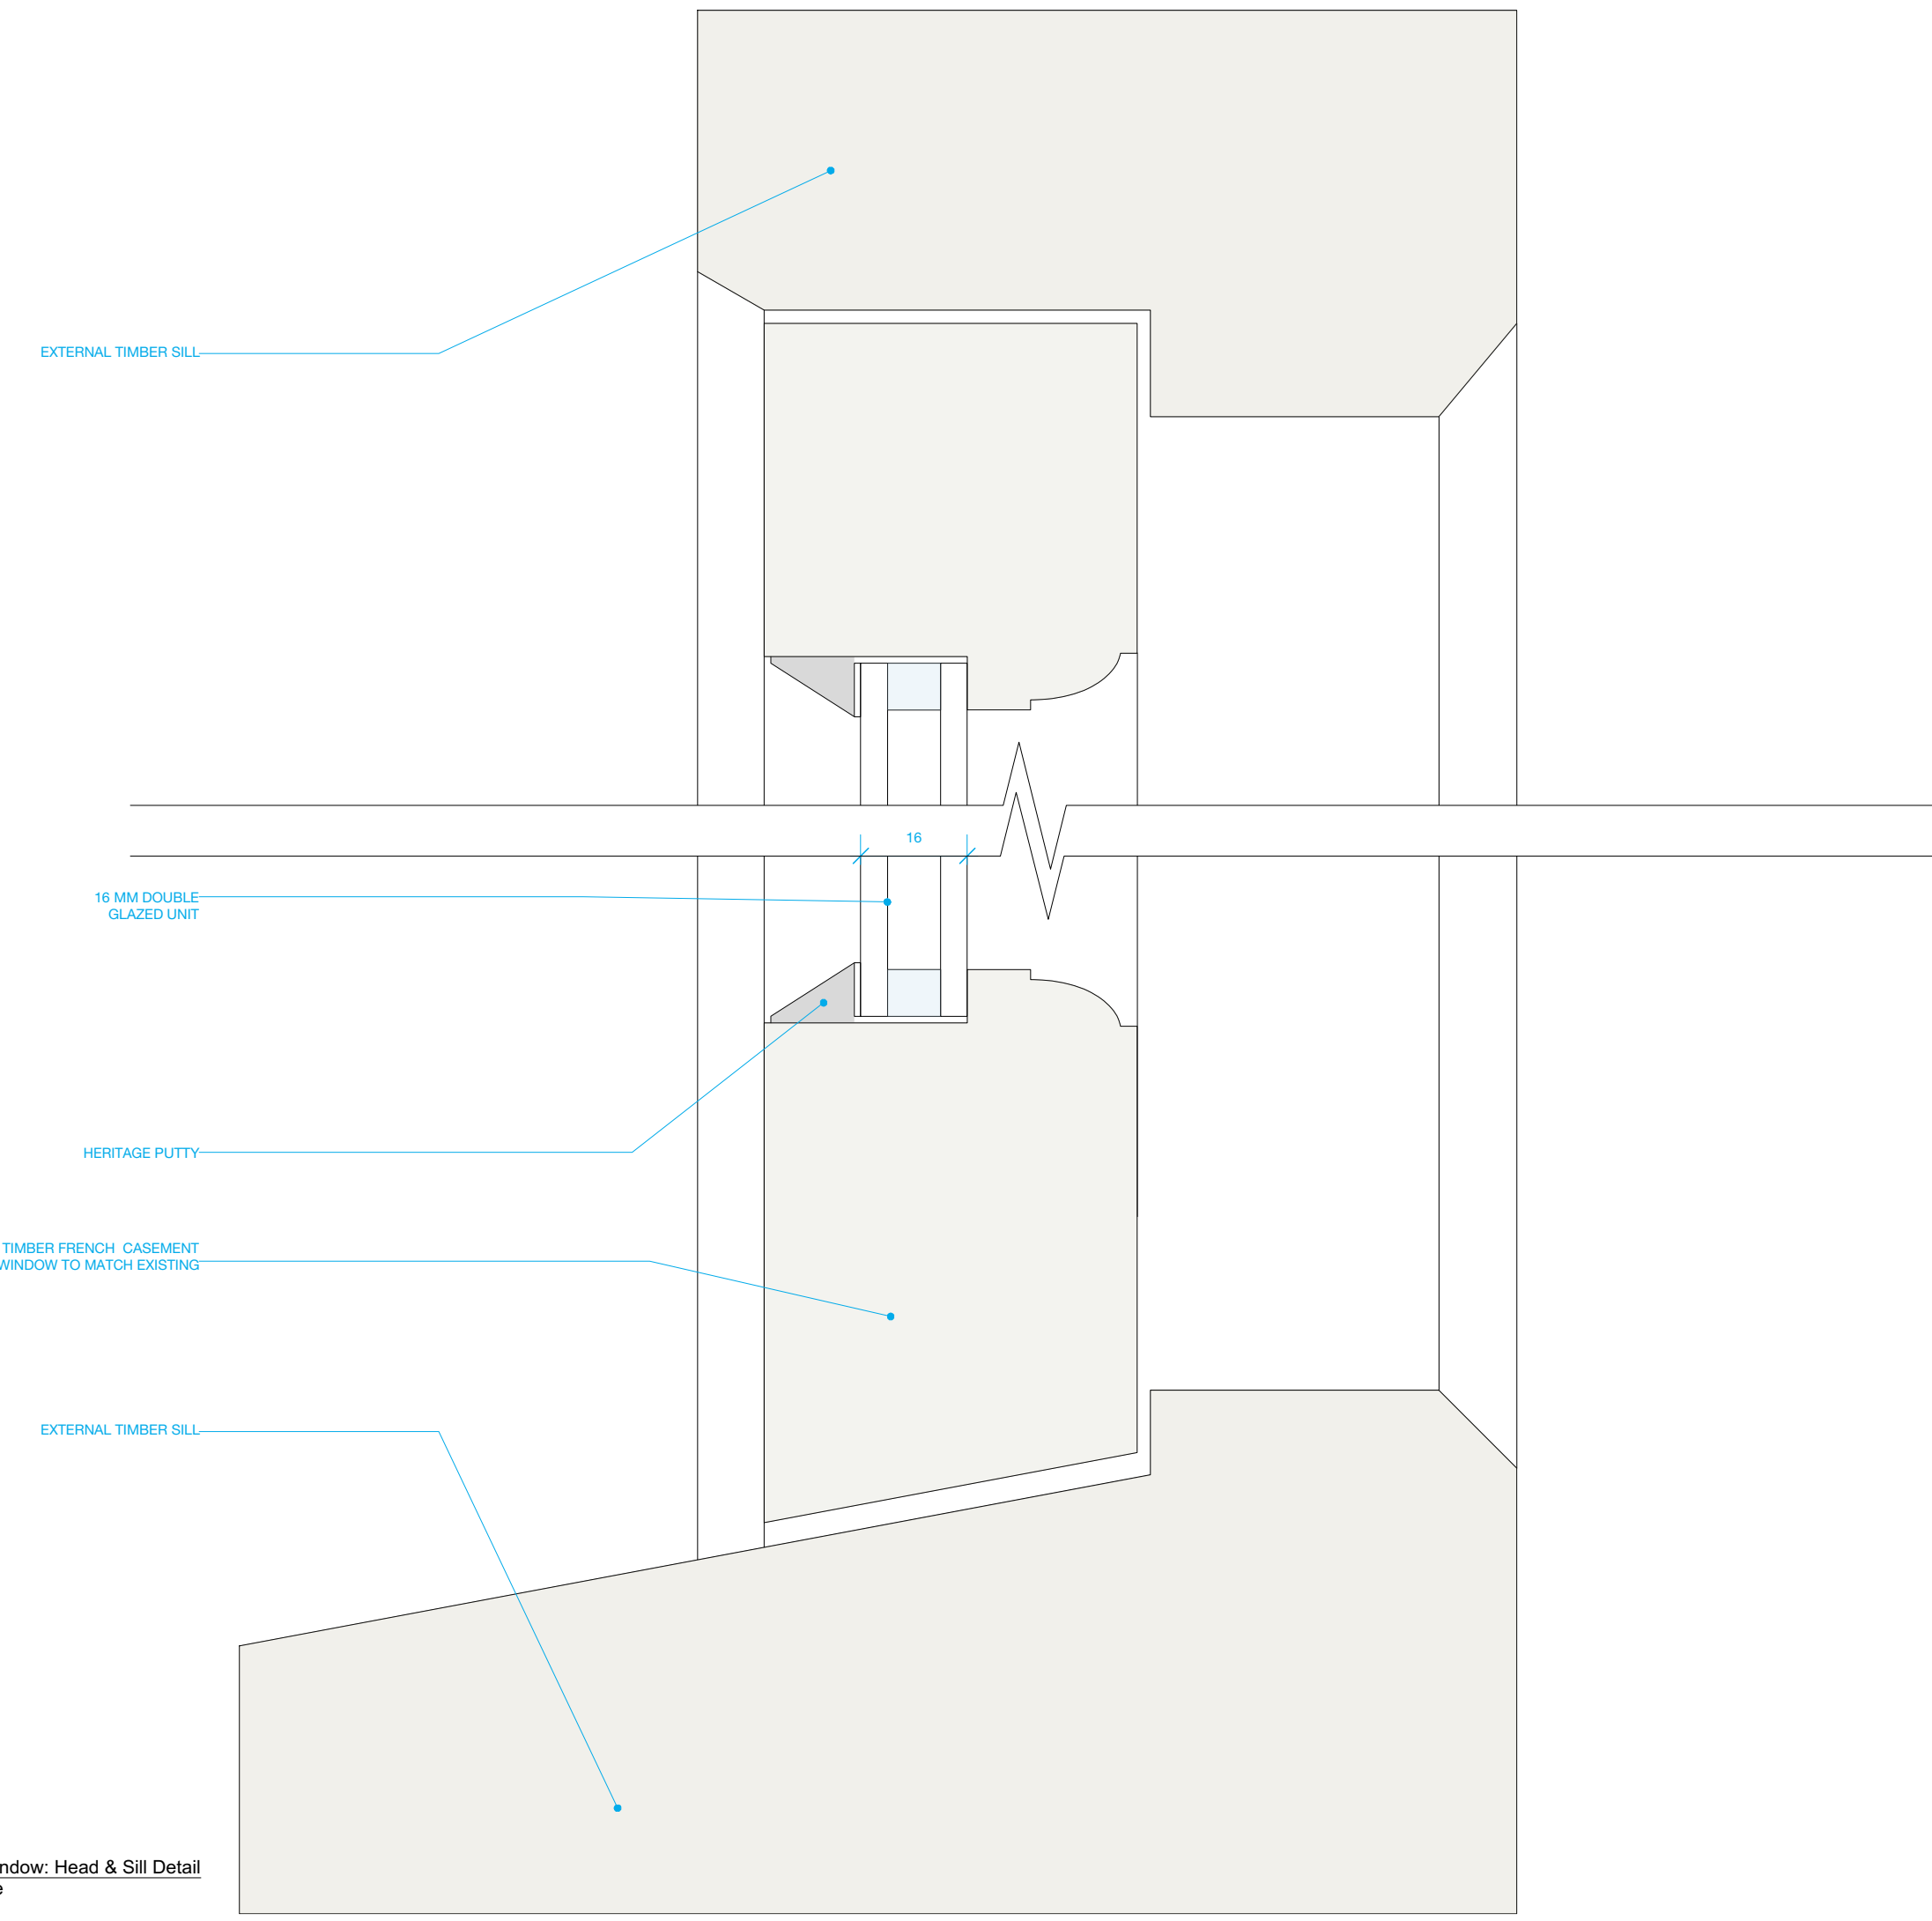 EXTERNAL TIMBER SILL
16
16 MM DOUBLE
GLAZED UNIT
HERITAGE PUTTY
TIMBER FRENCH CASEMENT
WINDOW TO MATCH EXISTING
EXTERNAL TIMBER SILL
ndow: Head & Sill Detail